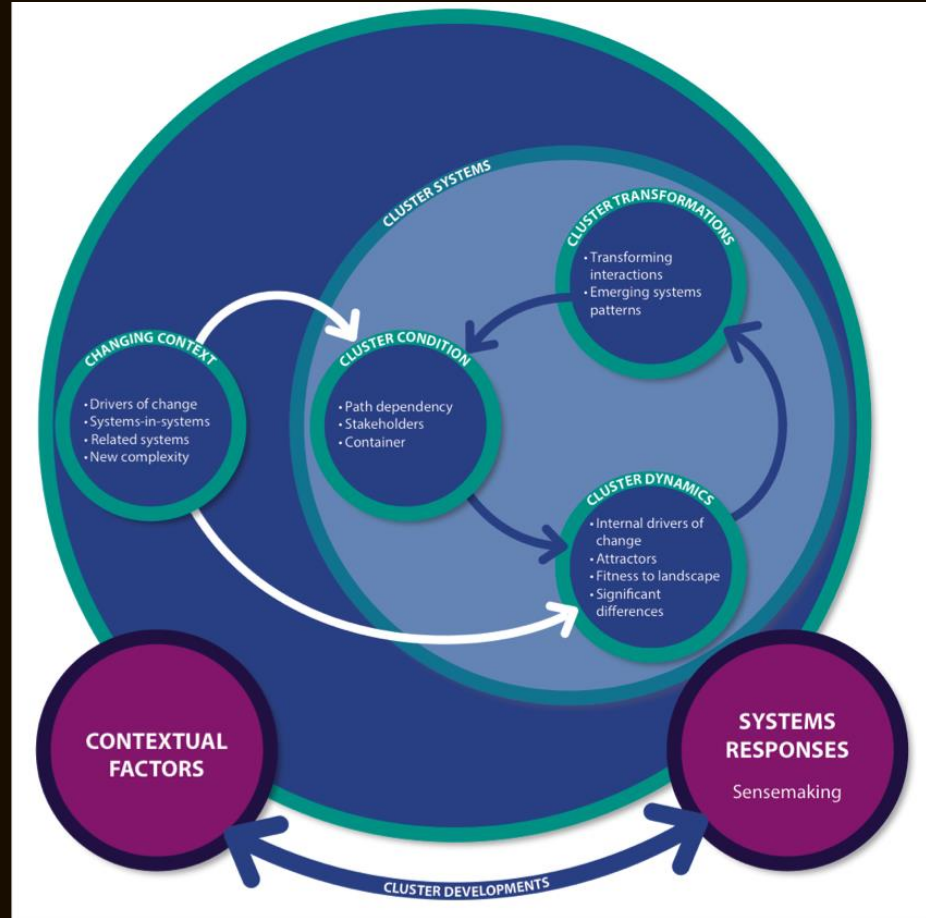 CLUSTER SYSTEMS
CLUSTER TRANSFORMATIONS
• Transforming
interactions
• Emerging systems
patterns
CHANGING CONTEXT
• Drivers of change
• Systems-in-systems
• Related systems
• New complexity
CLUSTER CONDITION
• Path dependency
• Stakeholders
• Container
CLUSTER DYNAMICS
• Internal drivers of
change
• Attractors
• Fitness to landscape
• Significant
differences
CONTEXTUAL
FACTORS
SYSTEMS
RESPONSES
Sensemaking
CLUSTER DEVELOPMENTS